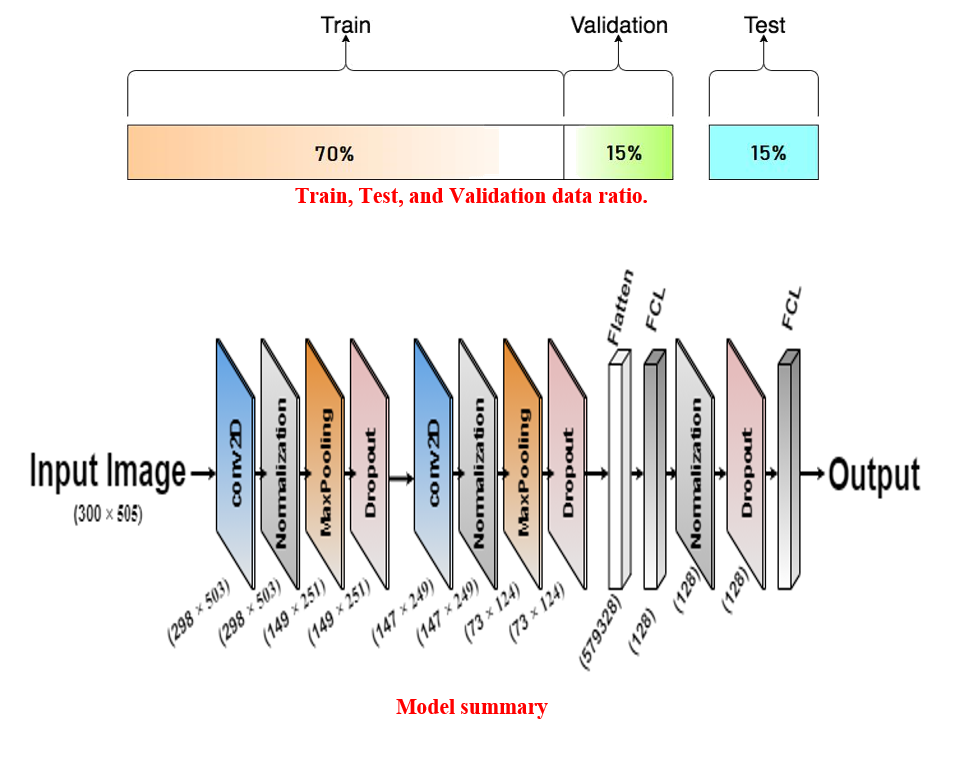 Train Validation Test
70% 15% 15%
Train, Test, and Validation data ratio.
Flatten FCL FCL
conv2D Normalization MaxPooling Dropout conv2D Normalization MaxPooling Dropout Normalization Dropout
Input Image Output
(300 × 505)
(298 × 503) (298 × 503) (149 × 251) (149 × 251) (147 × 249) (147 × 249) (73 × 124) (73 × 124) (579328) (128) (128) (128)
Model summary